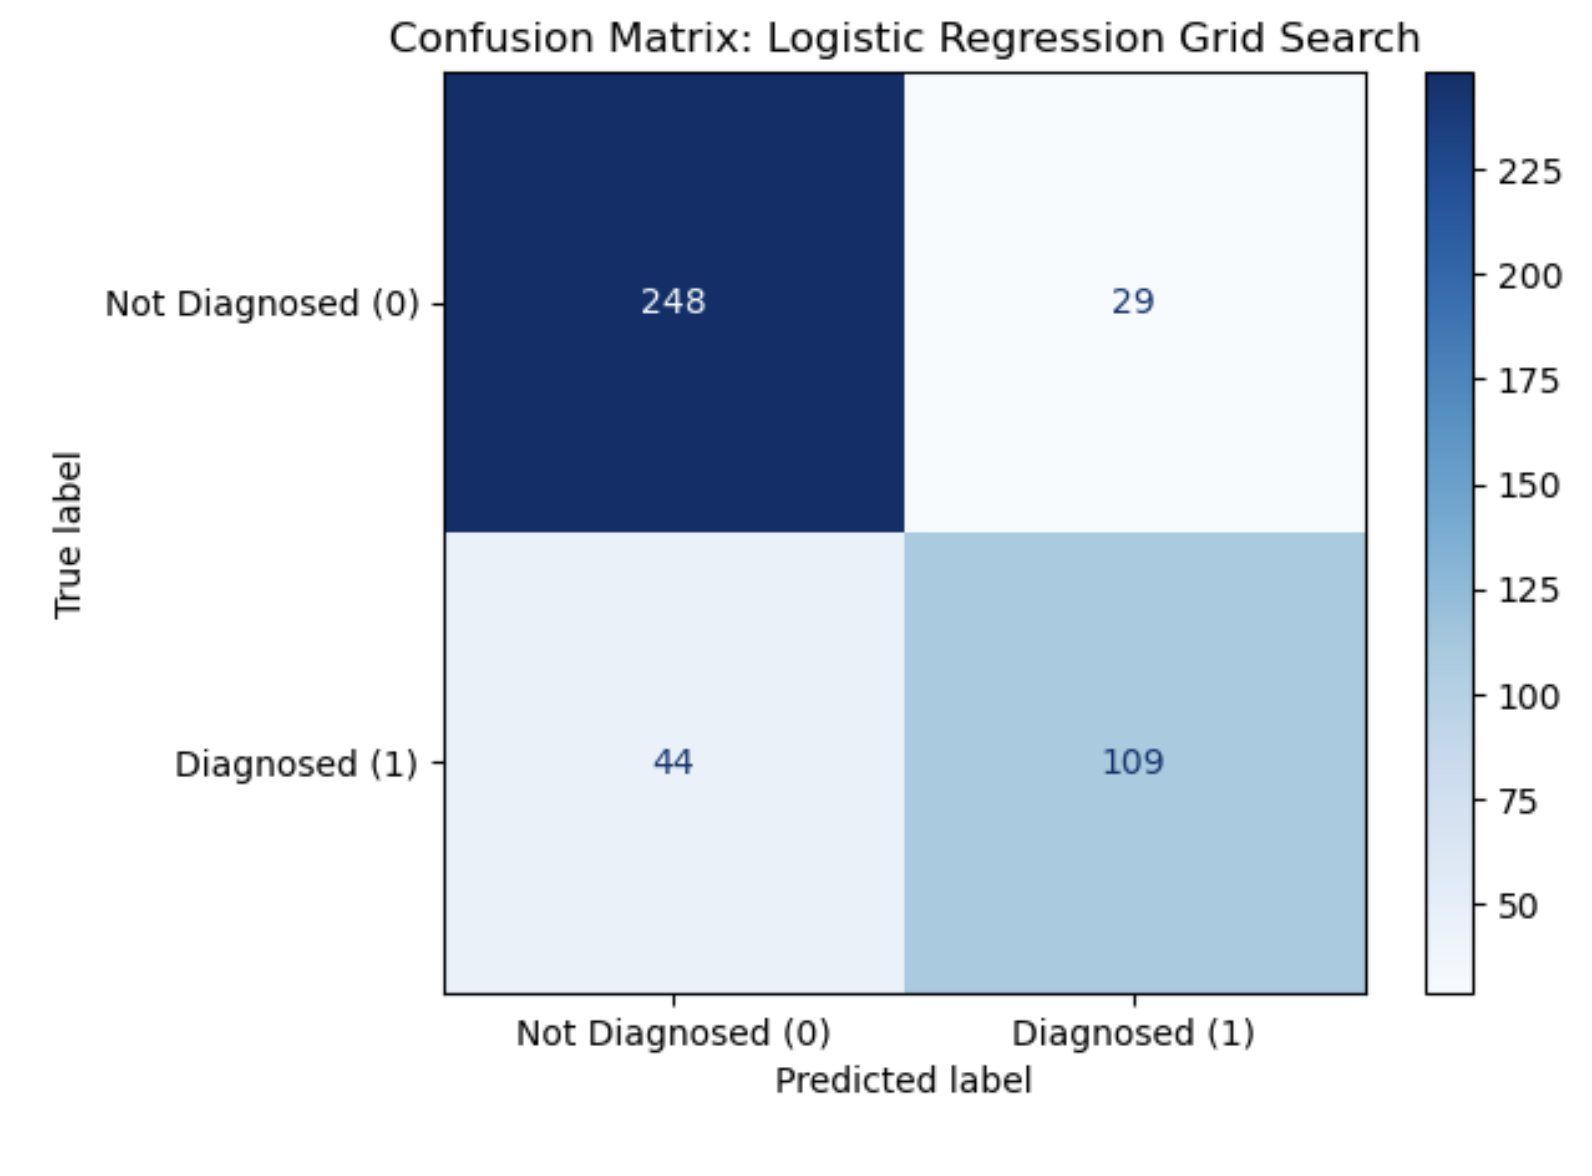 Confusion Matrix: Logistic Regression Grid Search
True label
Not Diagnosed (0)
248
29
Diagnosed (1)
44
109
Not Diagnosed (0)
Diagnosed (1)
Predicted label
225
200
175
150
125
100
75
50